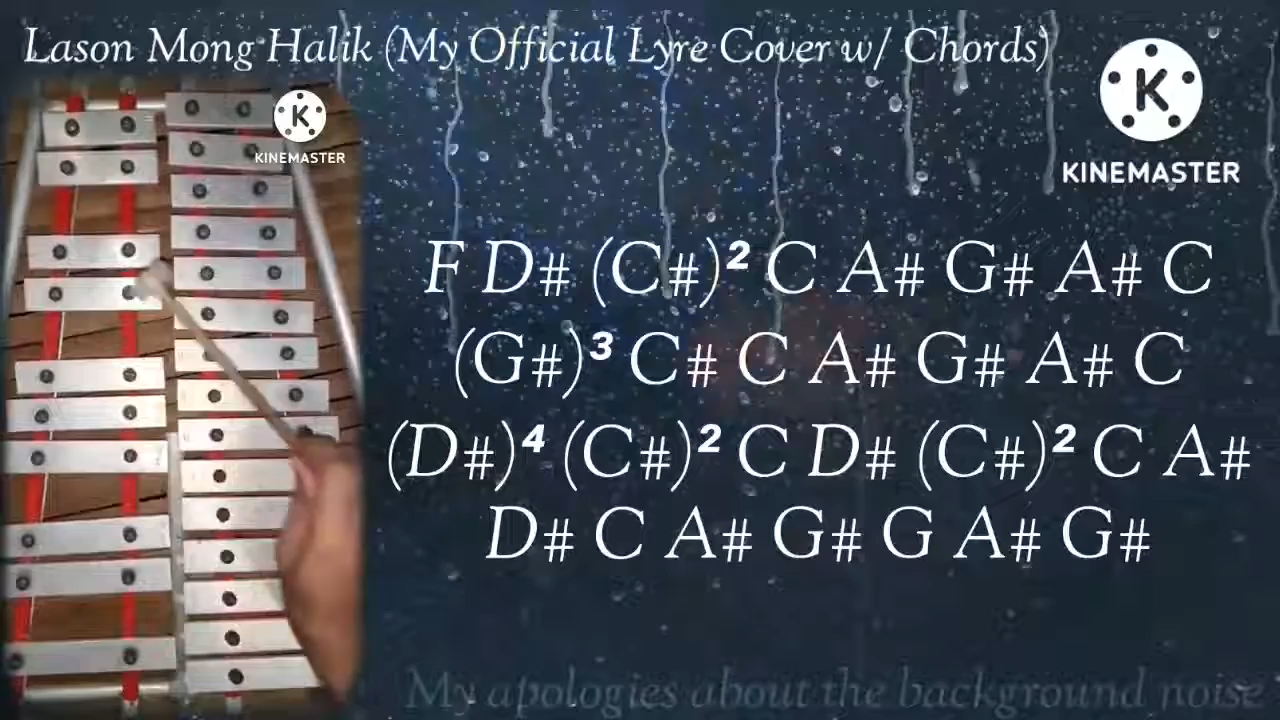 Lason Mong Halik (My Official Lyre Cover w/ Chords)
K
KINEMASTER
K
KINEMASTER
F D# (C#)² C A# G# A# C
(G#)³ C# C A# G# A# C
(D#)⁴ (C#)² C D# (C#)² C A#
D# C A# G# G A# G#
My apologies about the background noise